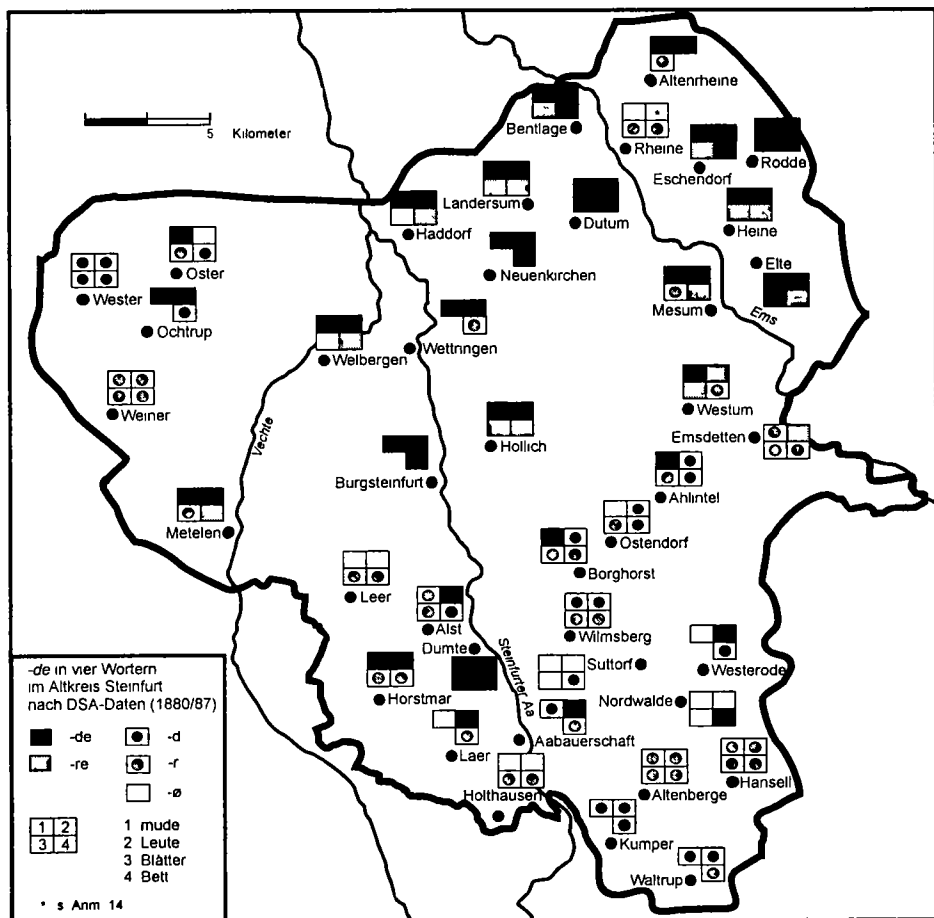 Altenrheine
5 Kilometer
Bentlage
Rheine
Eschendorf
Rodde
Landersum
Dutum
Heine
Haddorf
Oster
Neuenkirchen
Elte
Wester
Mesum
Ems
Ochtrup
Welbergen
Wettringen
Weiner
Westum
Vechte
Emsdetten
Hollich
Burgsteinfurt
Ahlintel
Metelen
Ostendorf
Borghorst
Leer
Alst
Wilmsberg
Dumte
Steinfurter Aa
Suttorf
Westerode
Horstmar
Nordwalde
Laer
Aabauerschaft
Hansell
Altenberge
Holthausen
Kumper
Waltrup
-de in vier Wortern
im Altkreis Steinfurt
nach DSA-Daten (1880/87)
-de -d
-re -r
-ø
1 2 1 mude
3 4 2 Leute
3 Blätter
4 Bett
* s Anm 14